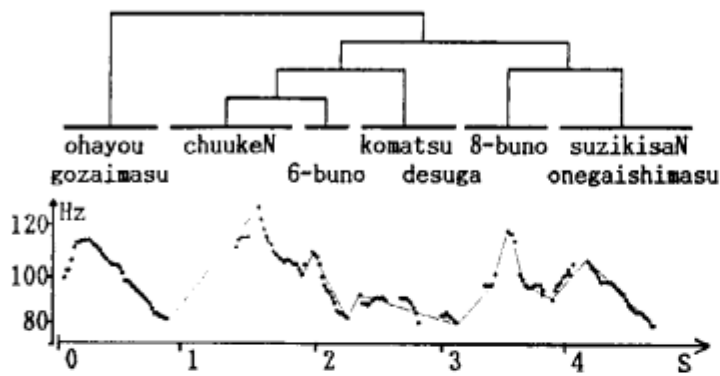 ohayou chuukeN komatsu 8-buno suzikisaN
gozaimasu 6-buno desuga onegaishimasu
Hz
120
100
80
0 1 2 3 4 S